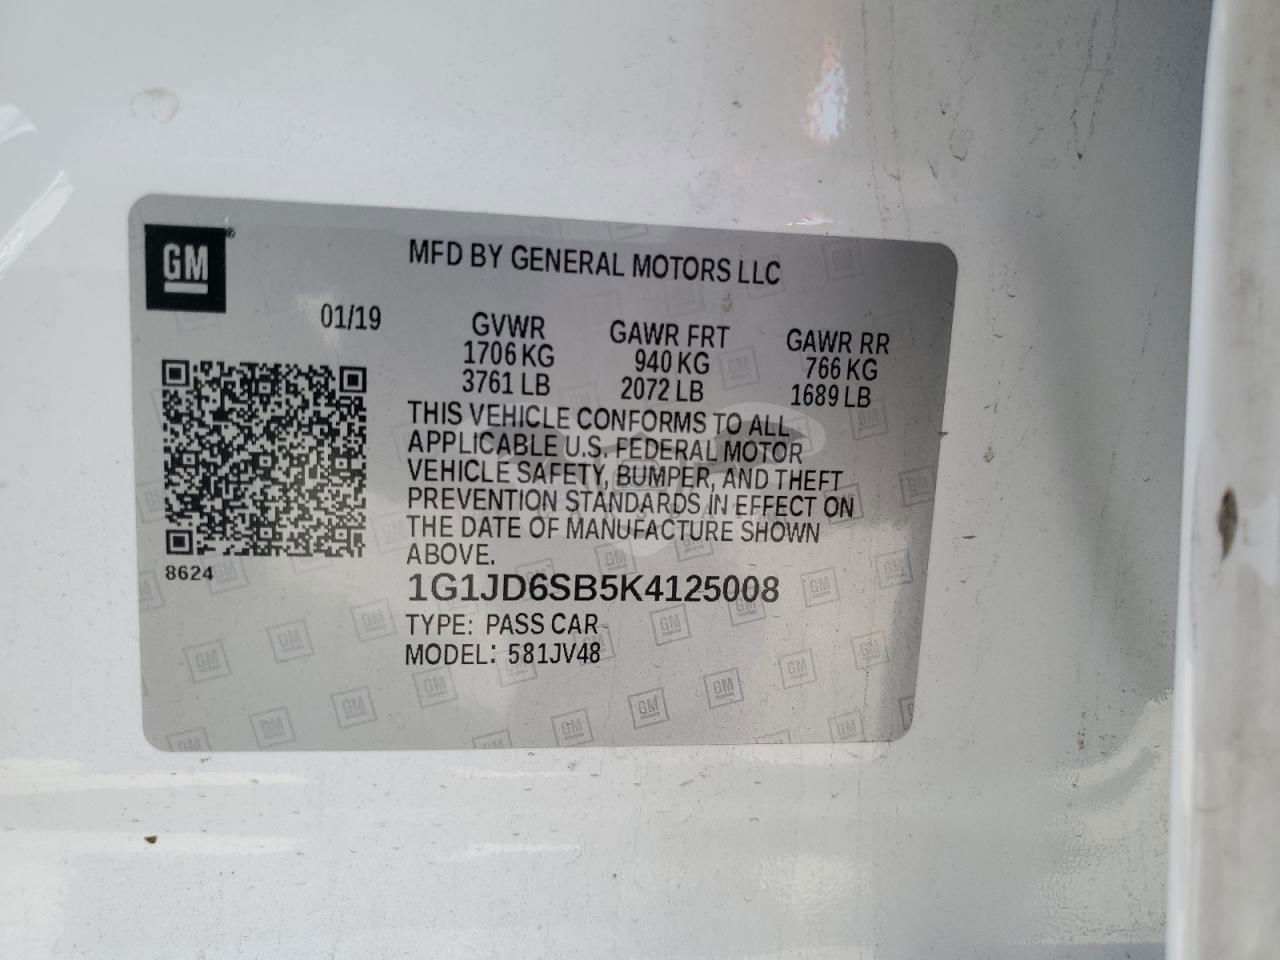 GM
MFD BY GENERAL MOTORS LLC
01/19
GVWR
1706 KG
3761 LB
GAWR FRT
940 KG
2072 LB
GAWR RR
766 KG
1689 LB
THIS VEHICLE CONFORMS TO ALL
APPLICABLE U.S. FEDERAL MOTOR
VEHICLE SAFETY, BUMPER, AND THEFT
PREVENTION STANDARDS IN EFFECT ON
THE DATE OF MANUFACTURE SHOWN
ABOVE.
8624
1G1JD6SB5K4125008
TYPE: PASS CAR
MODEL: 581JV48